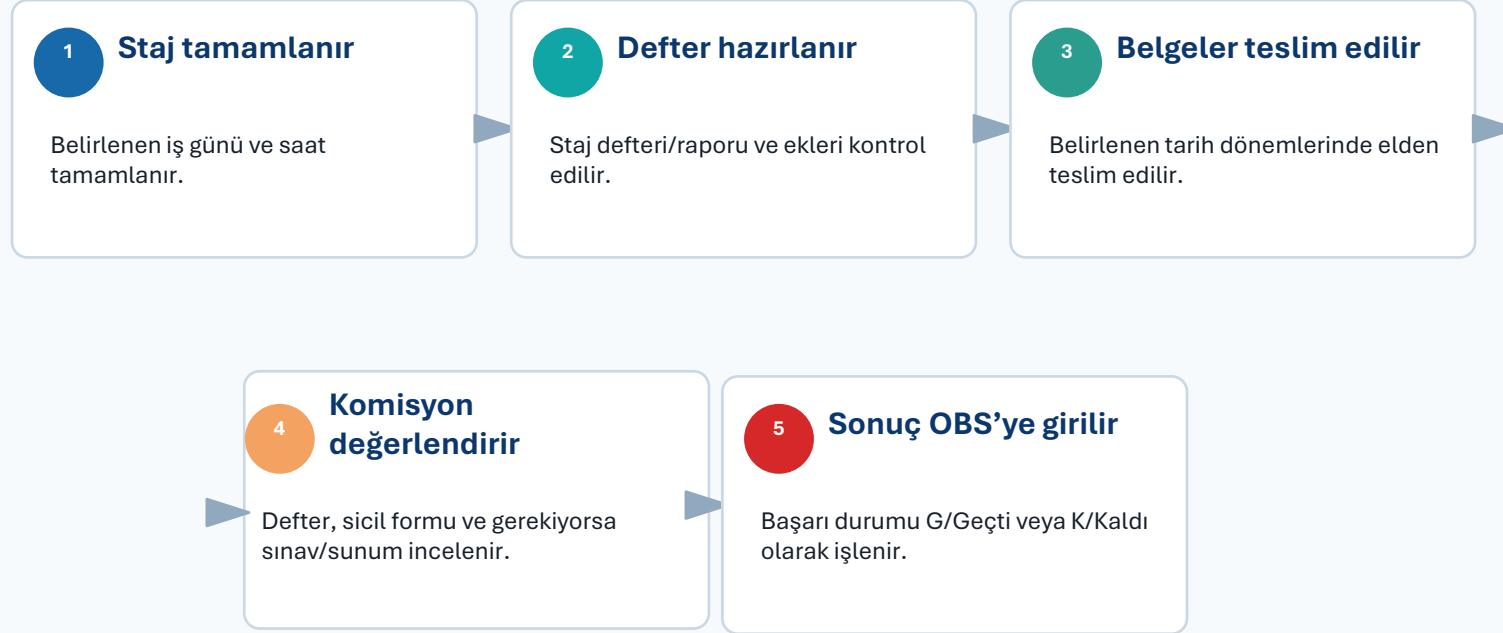 1
Staj tamamlanır
Belirlenen iş günü ve saat
tamamlanır.
2
Defter hazırlanır
Staj defteri/raporu ve ekleri kontrol
edilir.
3
Belgeler teslim edilir
Belirlenen tarih dönemlerinde elden
teslim edilir.
4
Komisyon
değerlendirir
Defter, sicil formu ve gerekiyorsa
sınav/sunum incelenir.
5
Sonuç OBS’ye girilir
Başarı durumu G/Geçti veya K/Kaldı
olarak işlenir.